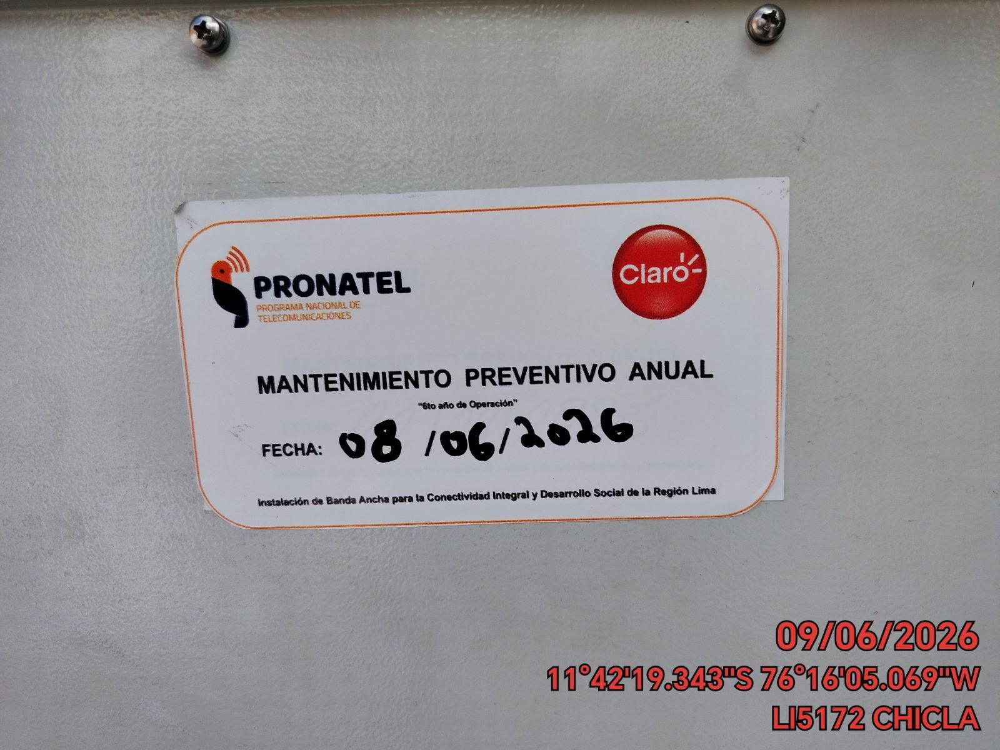 PRONATEL
PROGRAMA NACIONAL DE
TELECOMUNICACIONES
Claro
MANTENIMIENTO PREVENTIVO ANUAL
"6to año de Operación"
FECHA: 08/06/2026
Instalación de Banda Ancha para la Conectividad Integral y Desarrollo Social de la Región Lima
09/06/2026
11°42'19.343"S 76°16'05.069"W
LI5172 CHICLA